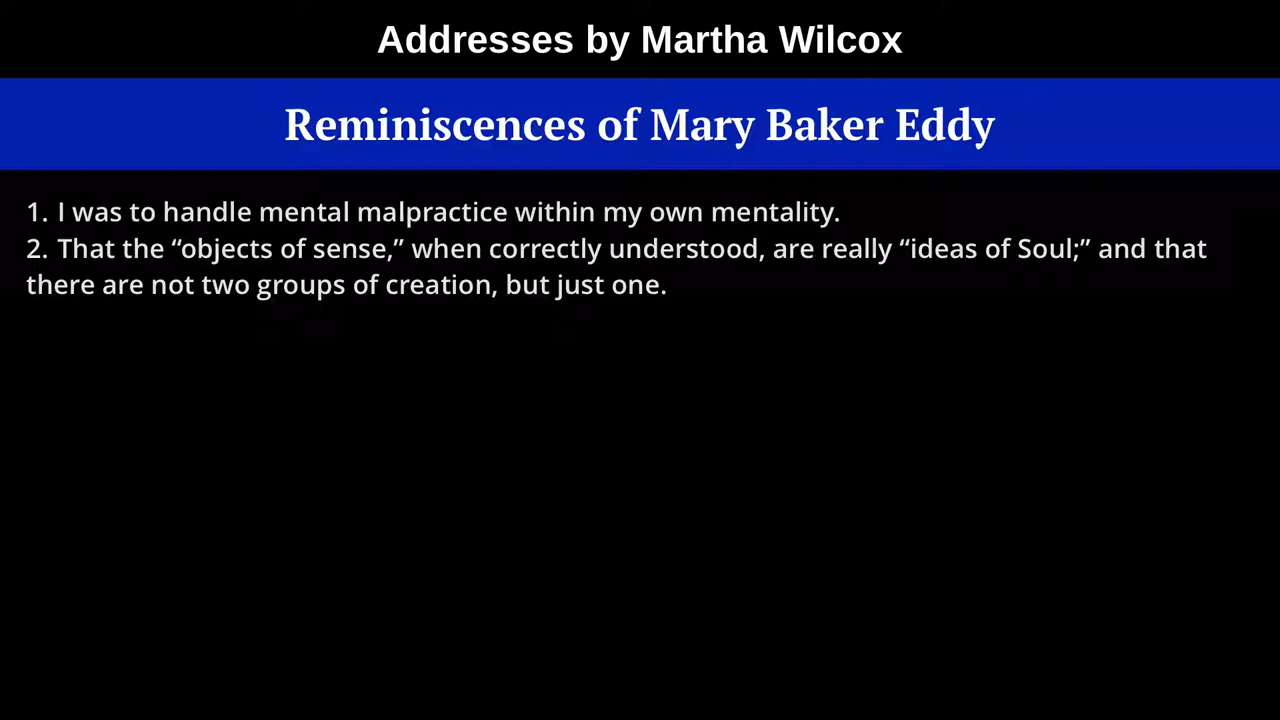 Addresses by Martha Wilcox
Reminiscences of Mary Baker Eddy
1. I was to handle mental malpractice within my own mentality.
2. That the “objects of sense,” when correctly understood, are really “ideas of Soul;” and that
there are not two groups of creation, but just one.